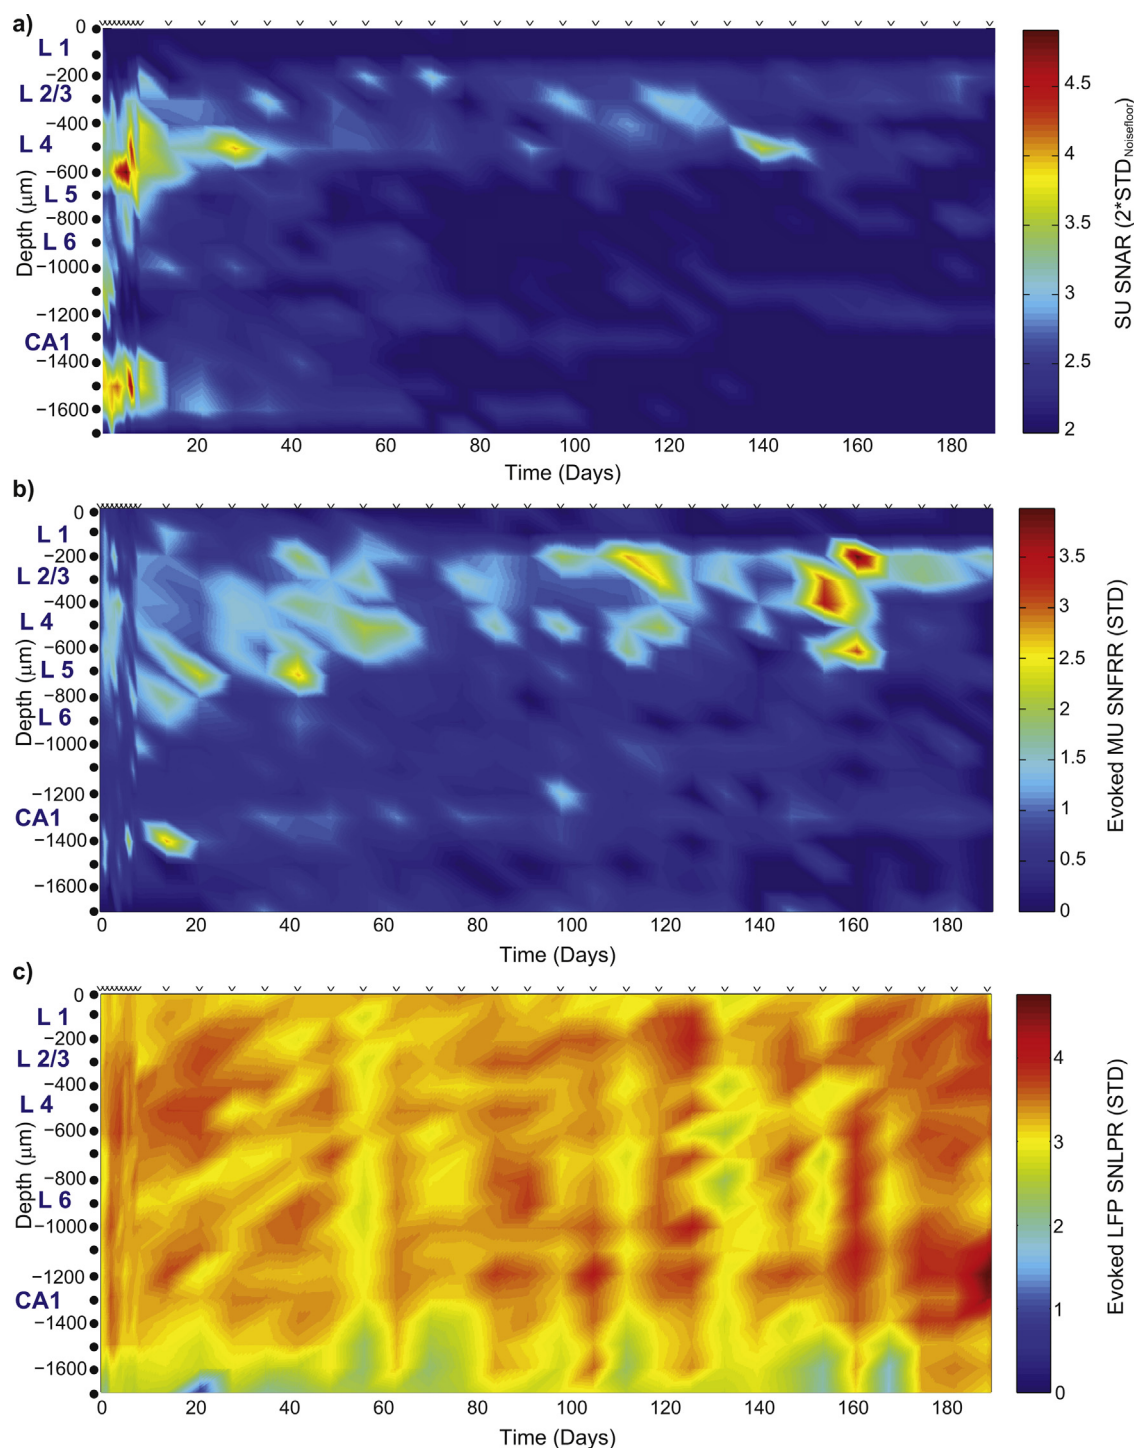 a)
0
L 1
−200
L 2/3
−400
L 4
−600
L 5
−800
L 6
−1000
−1200
CA1
−1400
−1600
Depth (μm)
20 40 60 80 100 120 140 160 180
Time (Days)
4.5
4
3.5
3
2.5
2
SU SNAR (2*STD Noisefloor)
b)
0
L 1
−200
L 2/3
−400
L 4
−600
L 5
−800
L 6
−1000
−1200
CA1
−1400
−1600
Depth (μm)
0 20 40 60 80 100 120 140 160 180
Time (Days)
3.5
3
2.5
2
1.5
1
0.5
0
Evoked MU SNFRR (STD)
c)
0
L 1
−200
L 2/3
−400
L 4
−600
−800
L 6
−1000
−1200
CA1
−1400
−1600
Depth (μm)
0 20 40 60 80 100 120 140 160 180
Time (Days)
4
3
2
1
0
Evoked LFP SNLPR (STD)